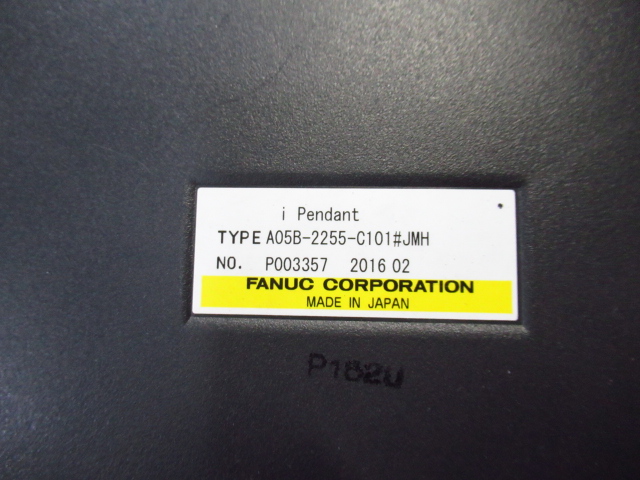 i Pendant
TYPE A05B-2255-C101#JMH
NO. P003357 2016 02
FANUC CORPORATION
MADE IN JAPAN
P182U